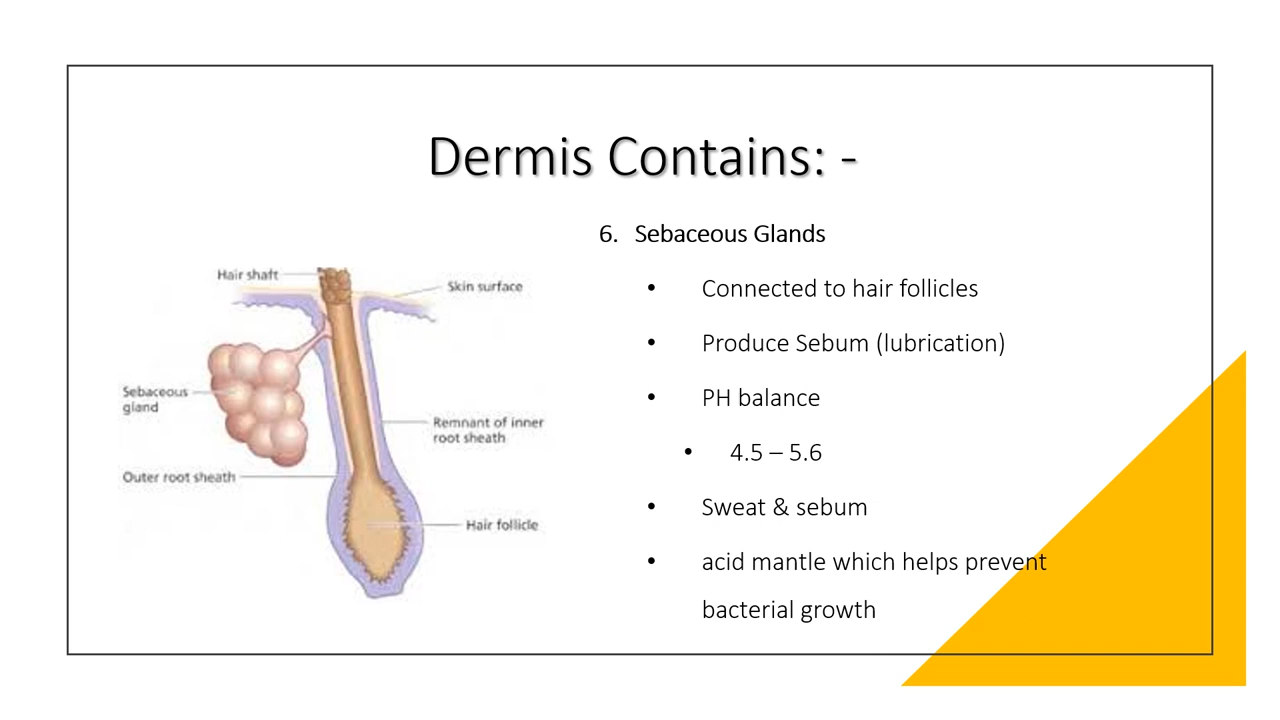 Dermis Contains: -
6. Sebaceous Glands
• Connected to hair follicles
• Produce Sebum (lubrication)
• PH balance
• 4.5 – 5.6
• Sweat & sebum
• acid mantle which helps prevent
bacterial growth
Hair shaft
Skin surface
Sebaceous
gland
Remnant of inner
root sheath
Outer root sheath
Hair follicle